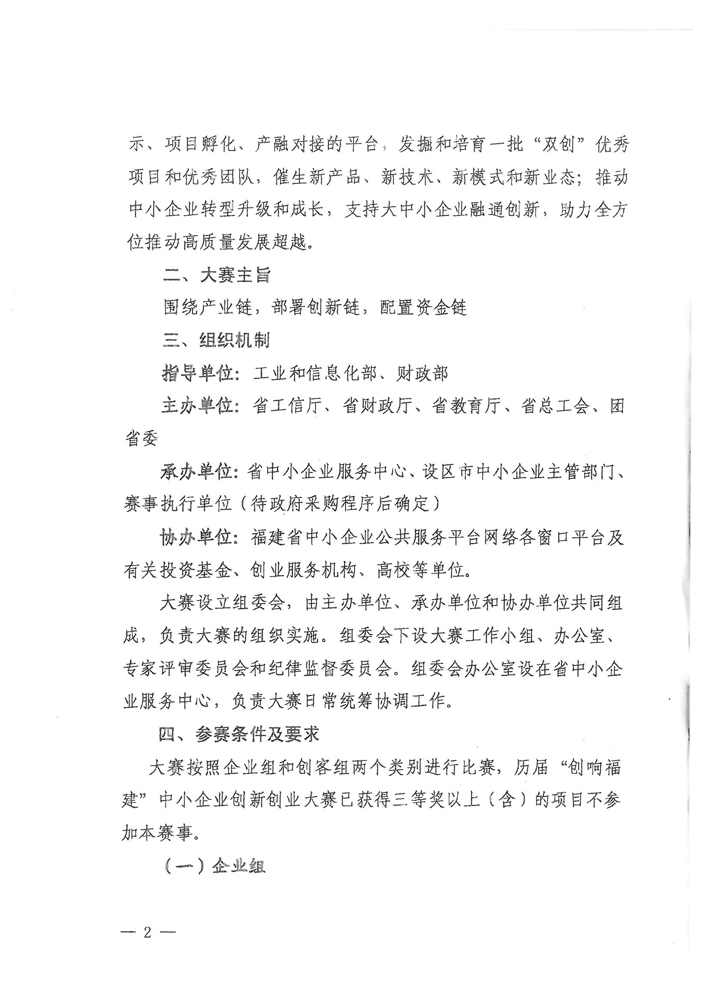 示、项目孵化、产融对接的平台，发掘和培育一批“双创”优秀
项目和优秀团队，催生新产品、新技术、新模式和新业态；推动
中小企业转型升级和成长，支持大中小企业融通创新，助力全方
位推动高质量发展超越。
二、大赛主旨
围绕产业链，部署创新链，配置资金链
三、组织机制
指导单位：工业和信息化部、财政部
主办单位：省工信厅、省财政厅、省教育厅、省总工会、团
省委
承办单位：省中小企业服务中心、设区市中小企业主管部门、
赛事执行单位（待政府采购程序后确定）
协办单位：福建省中小企业公共服务平台网络各窗口平台及
有关投资基金、创业服务机构、高校等单位。
大赛设立组委会，由主办单位、承办单位和协办单位共同组
成，负责大赛的组织实施。组委会下设大赛工作小组、办公室、
专家评审委员会和纪律监督委员会。组委会办公室设在省中小企
业服务中心，负责大赛日常统筹协调工作。
四、参赛条件及要求
大赛按照企业组和创客组两个类别进行比赛，历届“创响福
建”中小企业创新创业大赛已获得三等奖以上（含）的项目不参
加本赛事。
（一）企业组
— 2 —